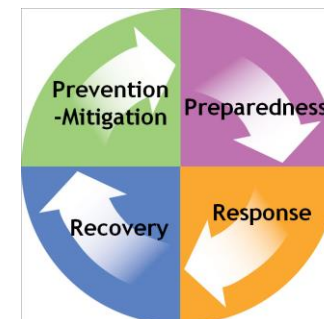 Prevention
-Mitigation
Preparedness
Recovery
Response